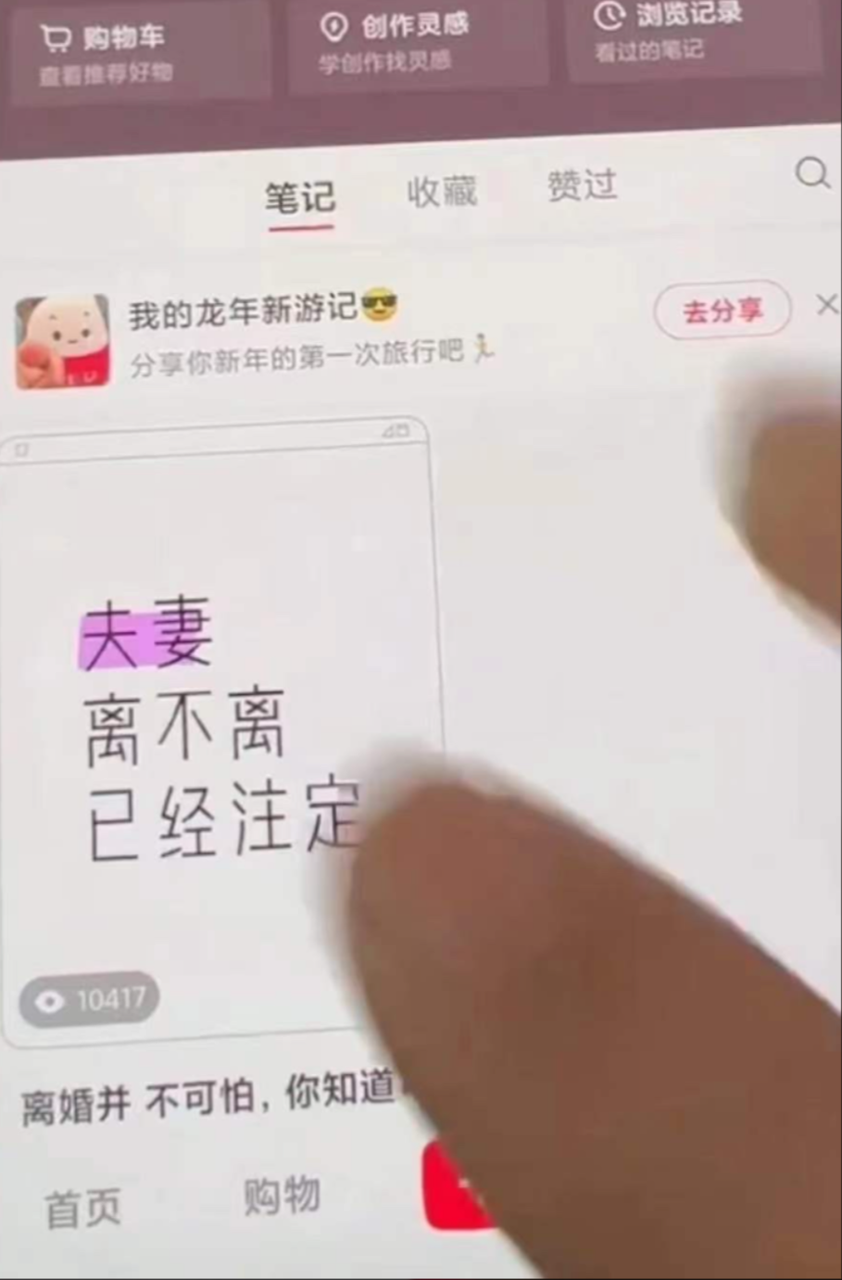 购物车
查看推荐好物
创作灵感
学创作找灵感
浏览记录
看过的笔记
笔记
收藏
赞过
我的龙年新游记😎
分享你新年的第一次旅行吧🏃
去分享
夫妻
离不离
已经注定
10417
离婚并 不可怕，你知道
首页
购物